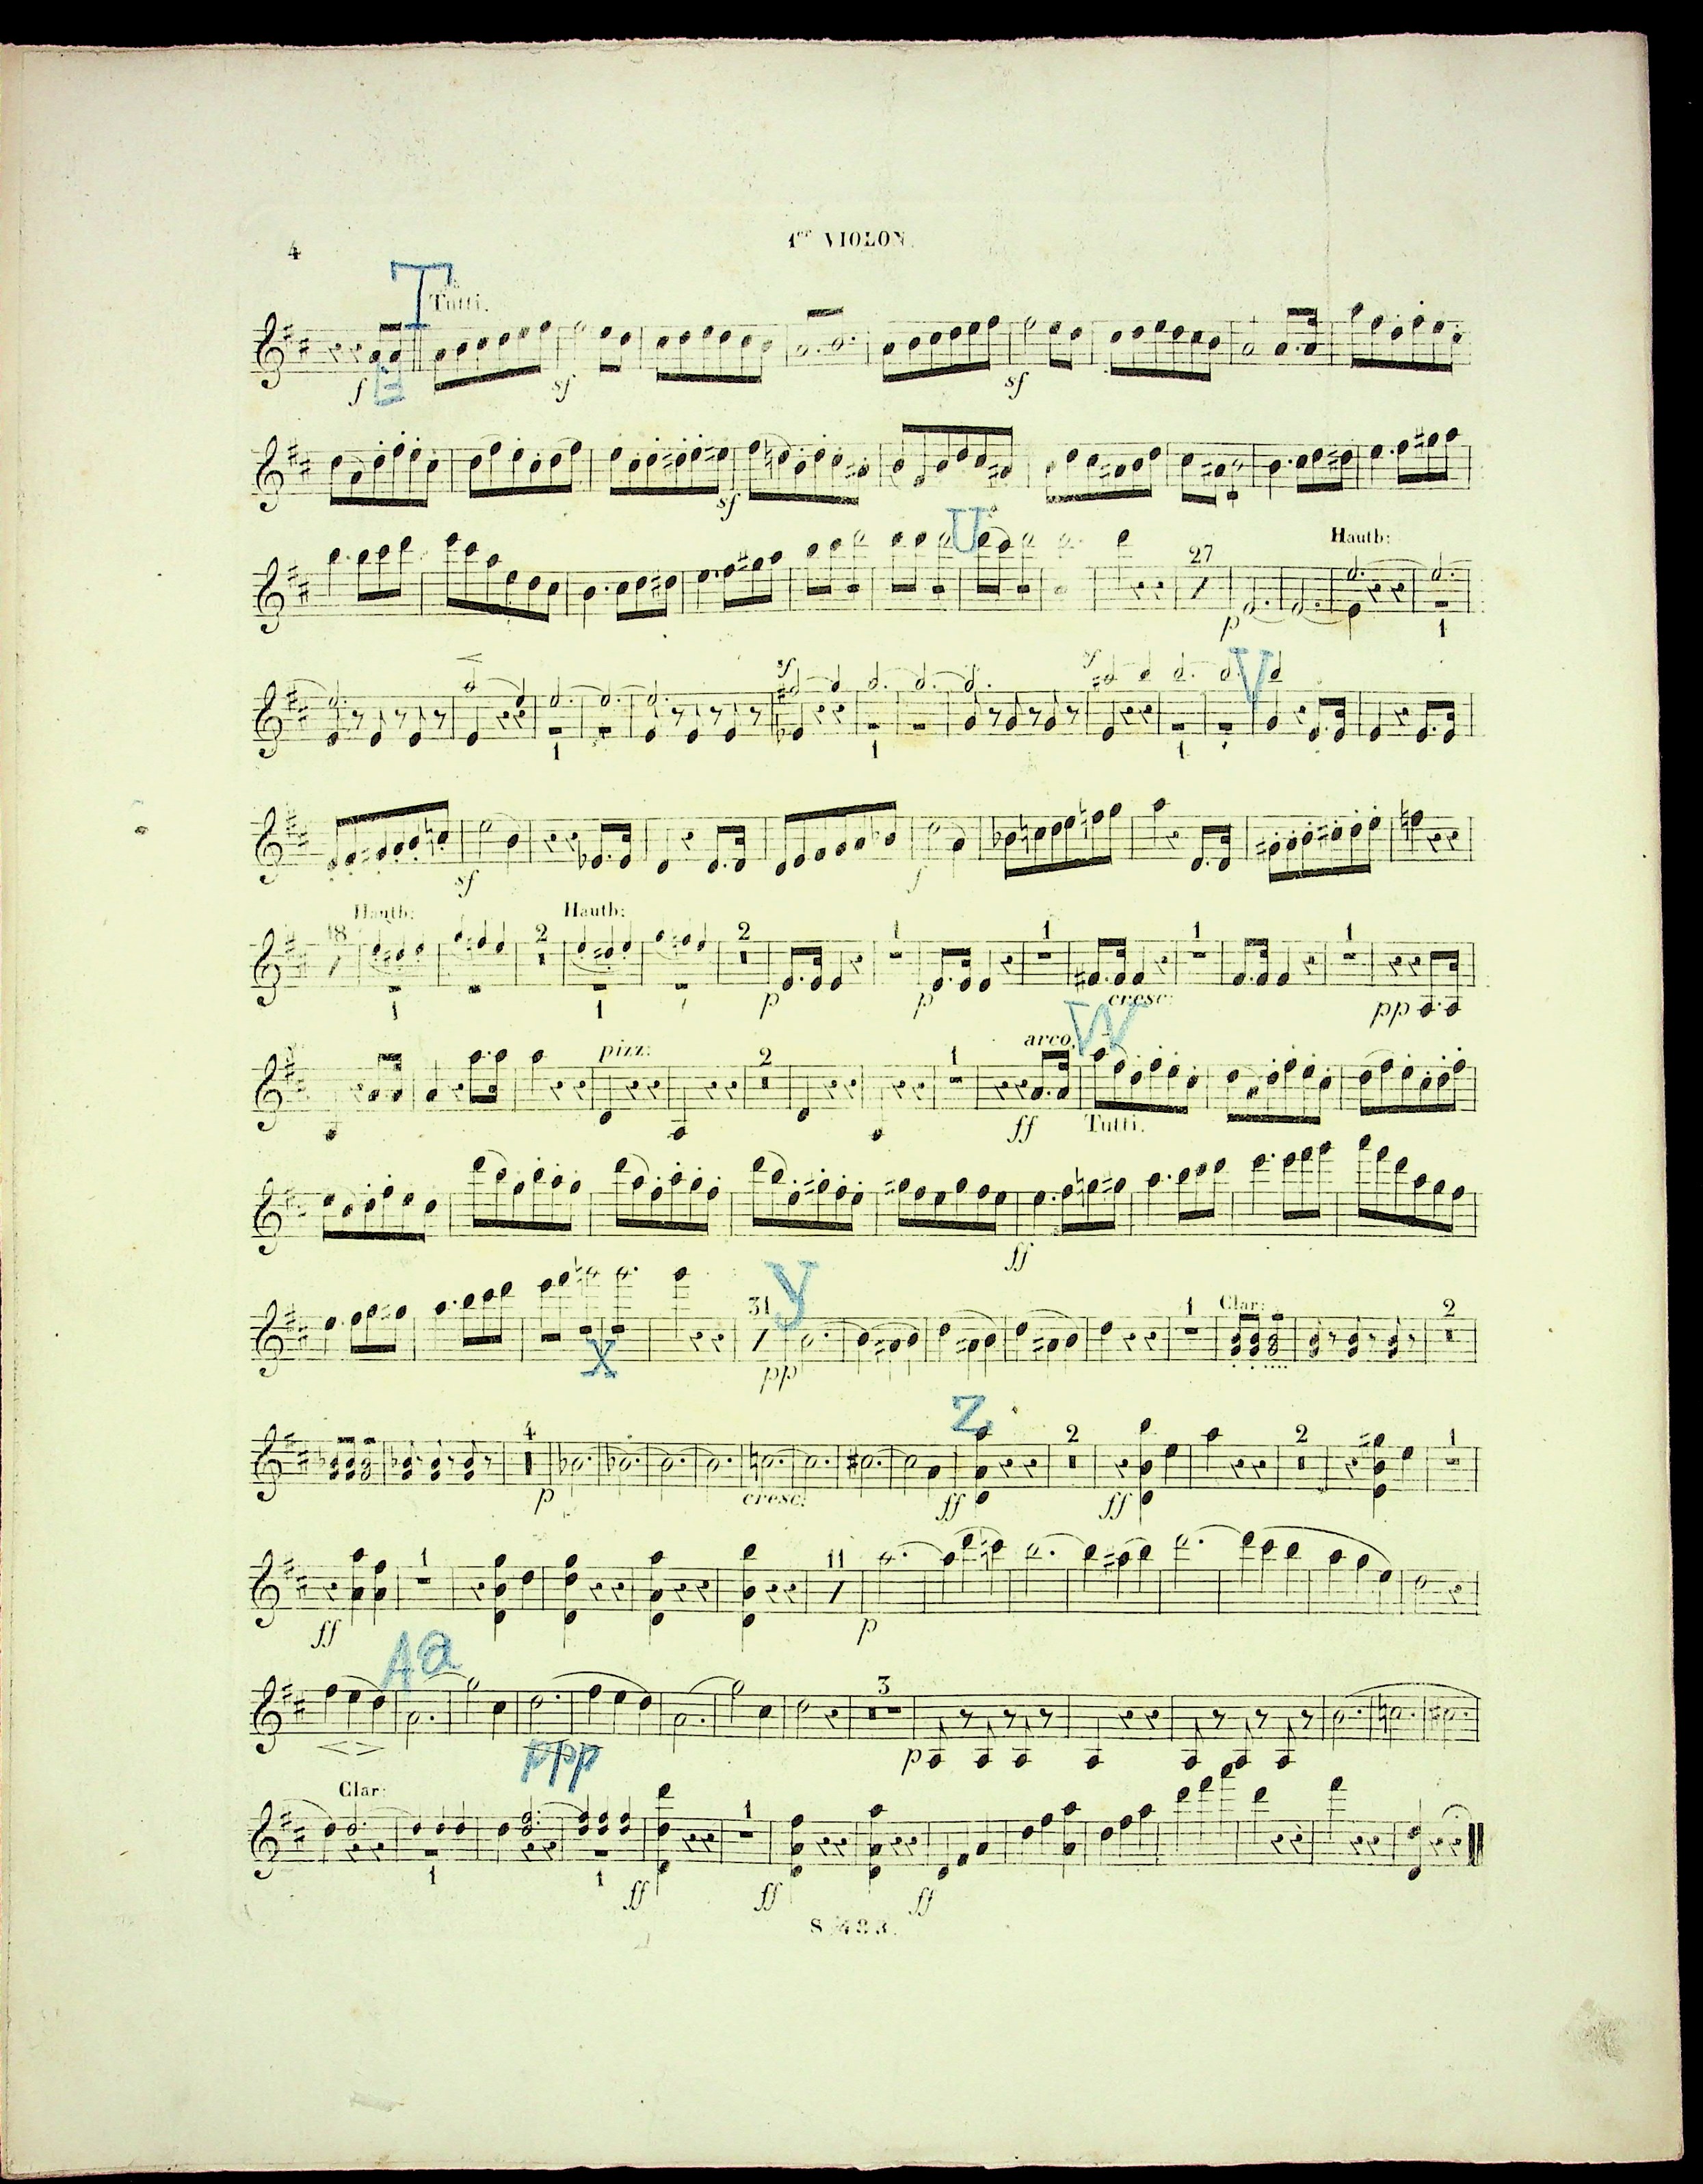 4
1er VIOLON.
T Tutti.
f sf sf
sf
U
27 Hautb:
p 1
sf sf V
1 1 1
sf f
18 Hautb: 2 Hautb: 2 1 1 1 1
1 1 p p cresc: pp
pizz: 2 1 arco. W
ff Tutti.
ff
31 y 1 Clar: 2
X pp
Z
4 2 2 1
p cresc: ff ff
1 11
ff p
Aa
3
ppp p
Clar:
1
1 1 ff ff ff
S. 483.